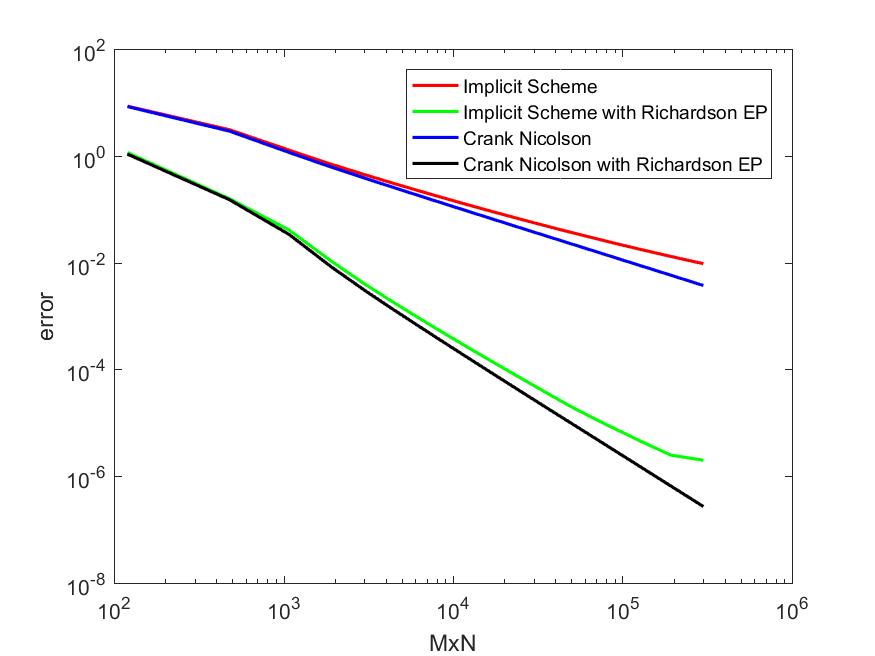 10^2
10^0
10^-2
10^-4
10^-6
10^-8
error
Implicit Scheme
Implicit Scheme with Richardson EP
Crank Nicolson
Crank Nicolson with Richardson EP
10^2 10^3 10^4 10^5 10^6
MxN